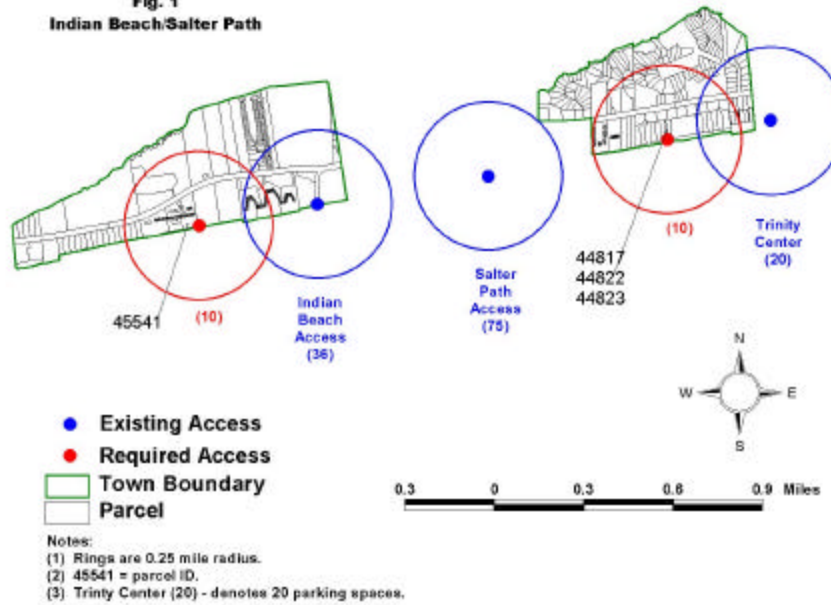 Fig. 1
Indian Beach/Salter Path
45541
(10)
Indian
Beach
Access
(36)
Salter
Path
Access
(75)
44817
44822
44823
(10)
Trinity
Center
(20)
N
W
E
S
Existing Access
Required Access
Town Boundary
Parcel
0.3 0 0.3 0.6 0.9 Miles
Notes:
(1) Rings are 0.25 mile radius.
(2) 45541 = parcel ID.
(3) Trinty Center (20) - denotes 20 parking spaces.